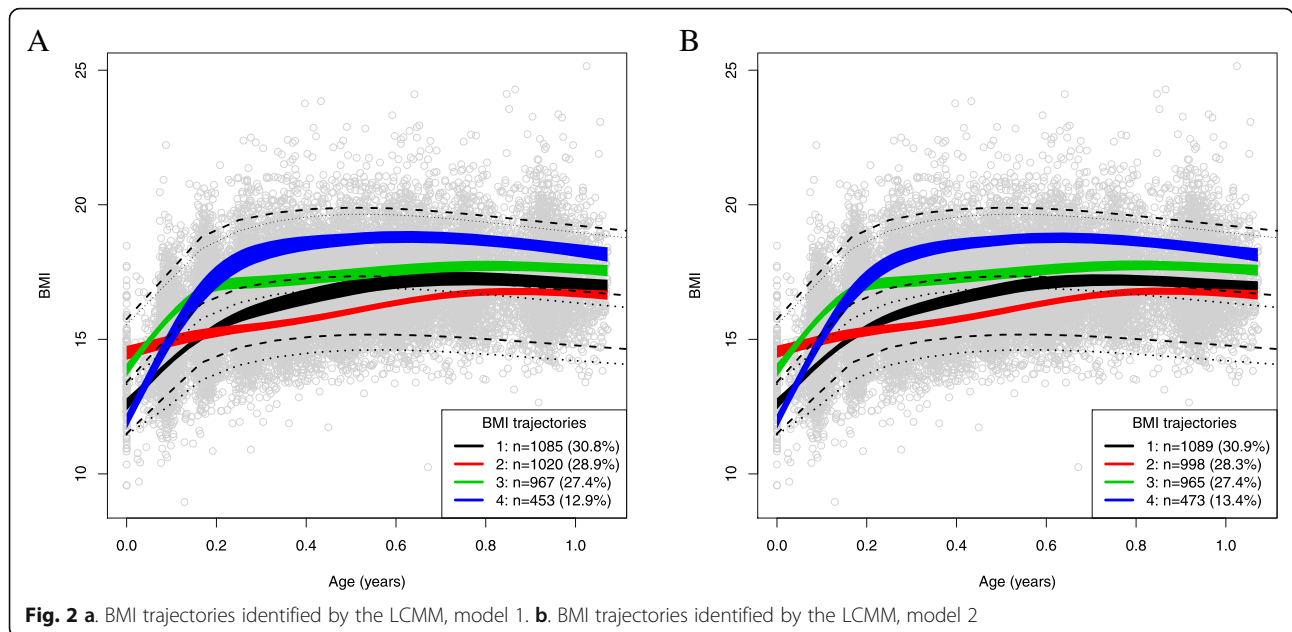 A
BMI
25
20
15
10
0.0 0.2 0.4 0.6 0.8 1.0
Age (years)
BMI trajectories
1: n=1085 (30.8%)
2: n=1020 (28.9%)
3: n=967 (27.4%)
4: n=453 (12.9%)
B
BMI
25
20
15
10
0.0 0.2 0.4 0.6 0.8 1.0
Age (years)
BMI trajectories
1: n=1089 (30.9%)
2: n=998 (28.3%)
3: n=965 (27.4%)
4: n=473 (13.4%)
Fig. 2 a. BMI trajectories identified by the LCMM, model 1. b. BMI trajectories identified by the LCMM, model 2